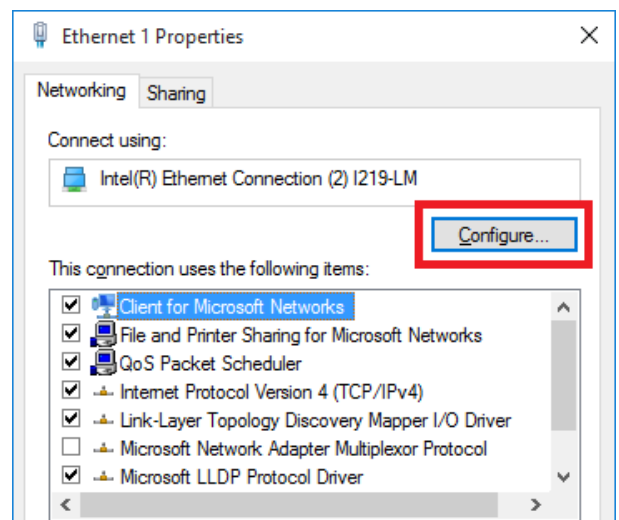 Ethernet 1 Properties
Networking Sharing
Connect using:
Intel(R) Ethernet Connection (2) I219-LM
Configure...
This connection uses the following items:
Client for Microsoft Networks
File and Printer Sharing for Microsoft Networks
QoS Packet Scheduler
Internet Protocol Version 4 (TCP/IPv4)
Link-Layer Topology Discovery Mapper I/O Driver
Microsoft Network Adapter Multiplexor Protocol
Microsoft LLDP Protocol Driver